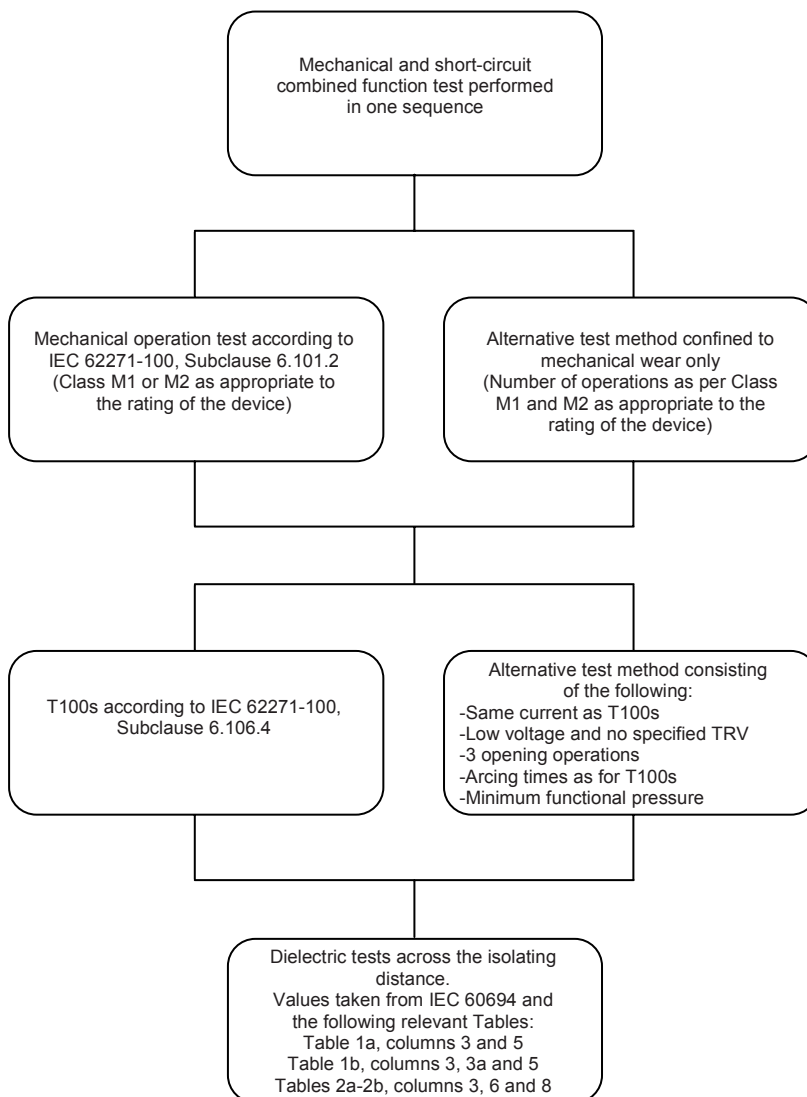 Mechanical and short-circuit
combined function test performed
in one sequence
Mechanical operation test according to
IEC 62271-100, Subclause 6.101.2
(Class M1 or M2 as appropriate to
the rating of the device)
Alternative test method confined to
mechanical wear only
(Number of operations as per Class
M1 and M2 as appropriate to the
rating of the device)
T100s according to IEC 62271-100,
Subclause 6.106.4
Alternative test method consisting
of the following:
-Same current as T100s
-Low voltage and no specified TRV
-3 opening operations
-Arcing times as for T100s
-Minimum functional pressure
Dielectric tests across the isolating
distance.
Values taken from IEC 60694 and
the following relevant Tables:
Table 1a, columns 3 and 5
Table 1b, columns 3, 3a and 5
Tables 2a-2b, columns 3, 6 and 8